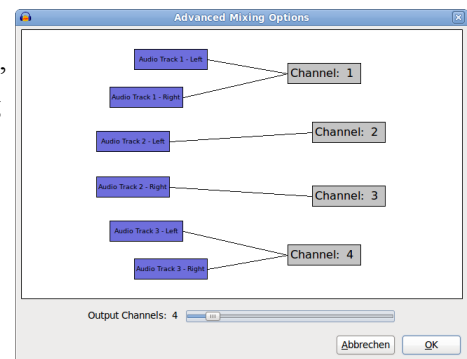 Advanced Mixing Options
Audio Track 1 - Left
Channel: 1
Audio Track 1 - Right
Audio Track 2 - Left
Channel: 2
Audio Track 2 - Right
Channel: 3
Audio Track 3 - Left
Channel: 4
Audio Track 3 - Right
Output Channels: 4
Abbrechen
OK